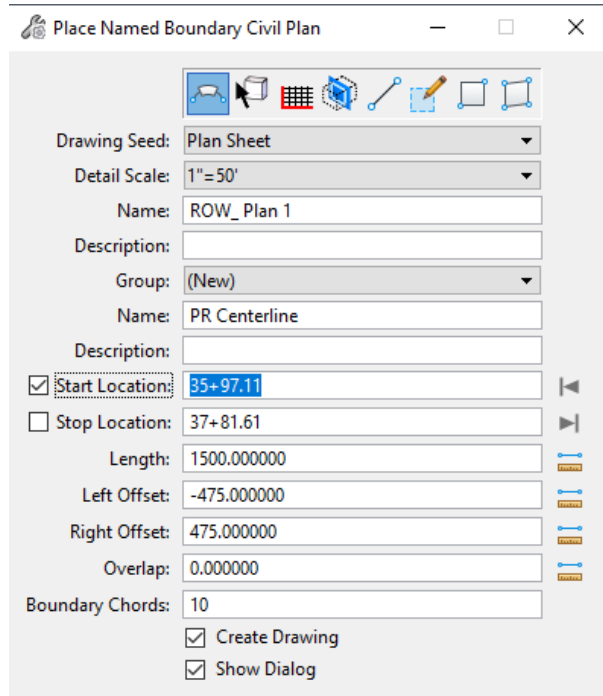 Place Named Boundary Civil Plan
Drawing Seed: Plan Sheet
Detail Scale: 1"=50'
Name: ROW_ Plan 1
Description:
Group: (New)
Name: PR Centerline
Description:
Start Location: 35+97.11
Stop Location: 37+81.61
Length: 1500.000000
Left Offset: -475.000000
Right Offset: 475.000000
Overlap: 0.000000
Boundary Chords: 10
Create Drawing
Show Dialog